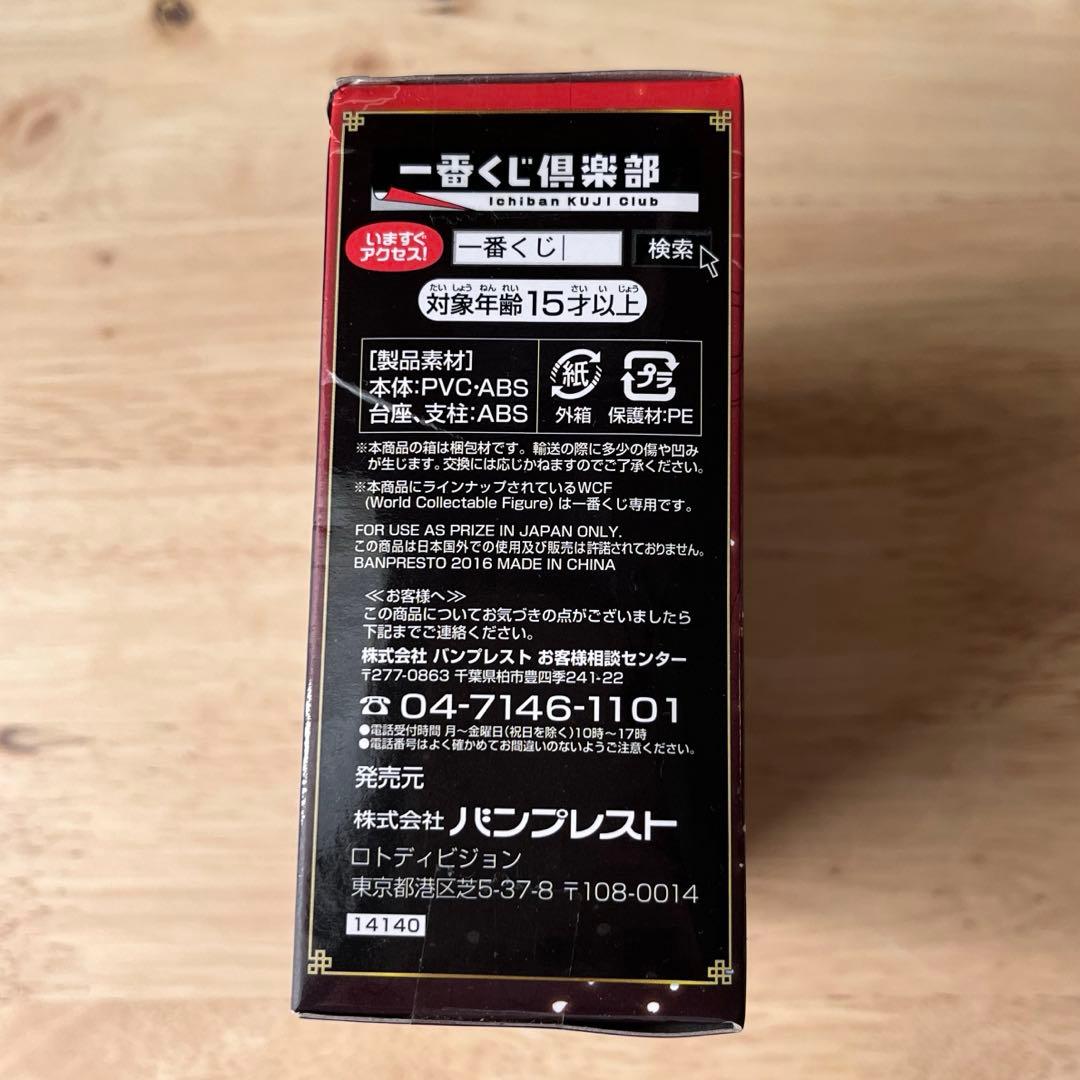 一番くじ倶楽部
Ichiban KUJI Club
いますぐ
アクセス!
一番くじ
検索
たいしょうねんれい さいいじょう
対象年齢15才以上
[製品素材]
本体:PVC・ABS
台座、支柱:ABS
紙
外箱
プラ
保護材:PE
※本商品の箱は梱包材です。輸送の際に多少の傷や凹み
が生じます。交換には応じかねますのでご了承ください。
※本商品にラインナップされているWCF
(World Collectable Figure) は一番くじ専用です。
FOR USE AS PRIZE IN JAPAN ONLY.
この商品は日本国外での使用及び販売は許諾されておりません。
BANPRESTO 2016 MADE IN CHINA
≪お客様へ≫
この商品についてお気づきの点がございましたら
下記までご連絡ください。
株式会社 バンプレスト お客様相談センター
〒277-0863 千葉県柏市豊四季241-22
☎ 04-7146-1101
●電話受付時間 月〜金曜日(祝日を除く)10時〜17時
●電話番号はよく確かめてお間違いのないようご注意ください。
発売元
株式会社 バンプレスト
ロトディビジョン
東京都港区芝5-37-8 〒108-0014
14140